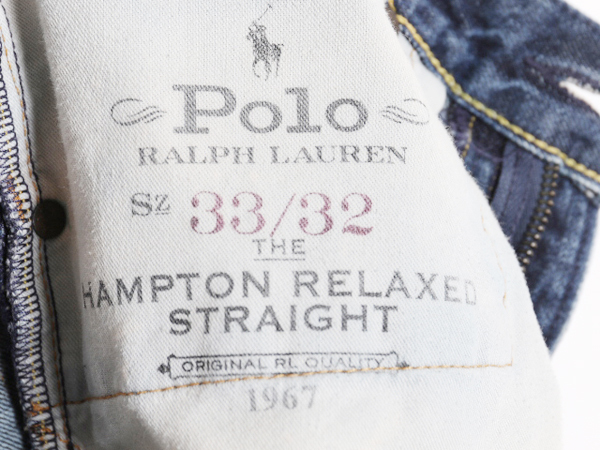 Polo
RALPH LAUREN
Sz 33/32
THE
HAMPTON RELAXED
STRAIGHT
ORIGINAL RL QUALITY
1967